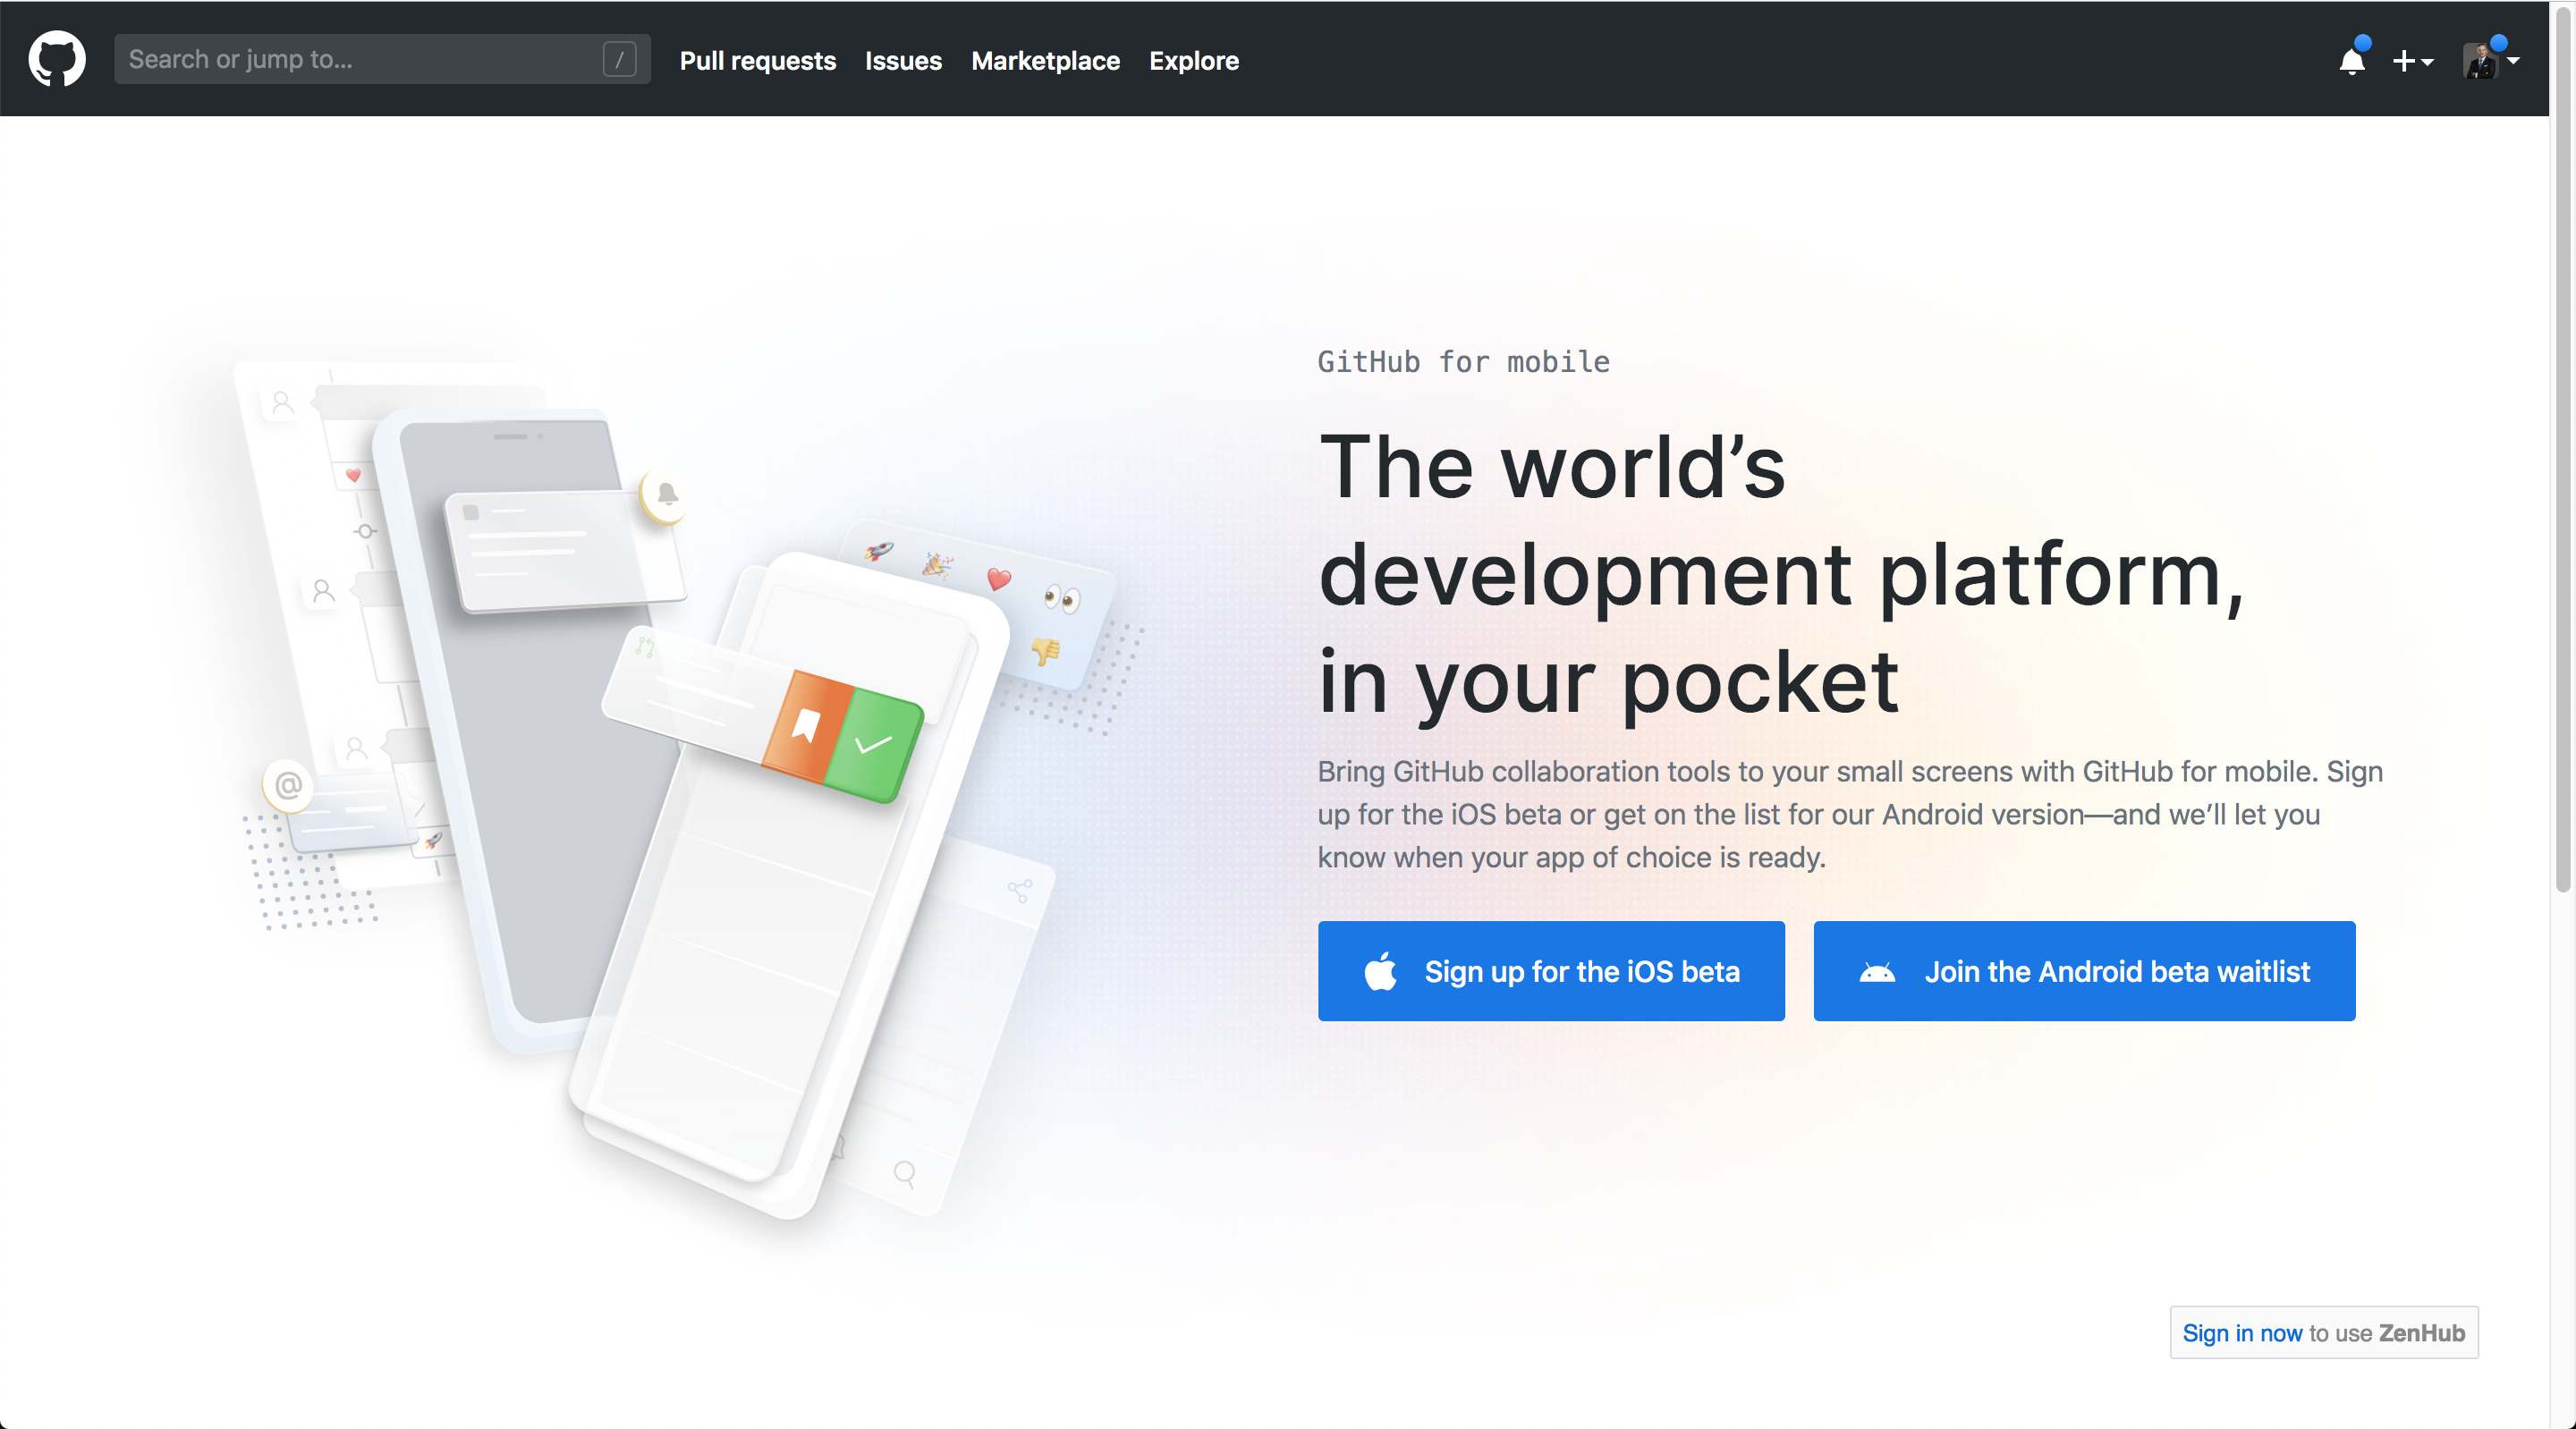 Search or jump to... /
Pull requests Issues Marketplace Explore
GitHub for mobile
The world’s
development platform,
in your pocket
Bring GitHub collaboration tools to your small screens with GitHub for mobile. Sign
up for the iOS beta or get on the list for our Android version—and we’ll let you
know when your app of choice is ready.
Sign up for the iOS beta
Join the Android beta waitlist
@
Sign in now to use ZenHub